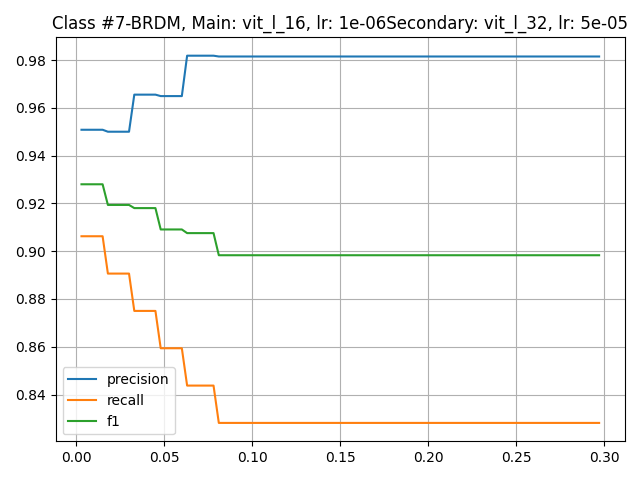 Class #7-BRDM, Main: vit_l_16, lr: 1e-06Secondary: vit_l_32, lr: 5e-05
0.98
0.96
0.94
0.92
0.90
0.88
0.86
0.84
precision
recall
f1
0.00 0.05 0.10 0.15 0.20 0.25 0.30